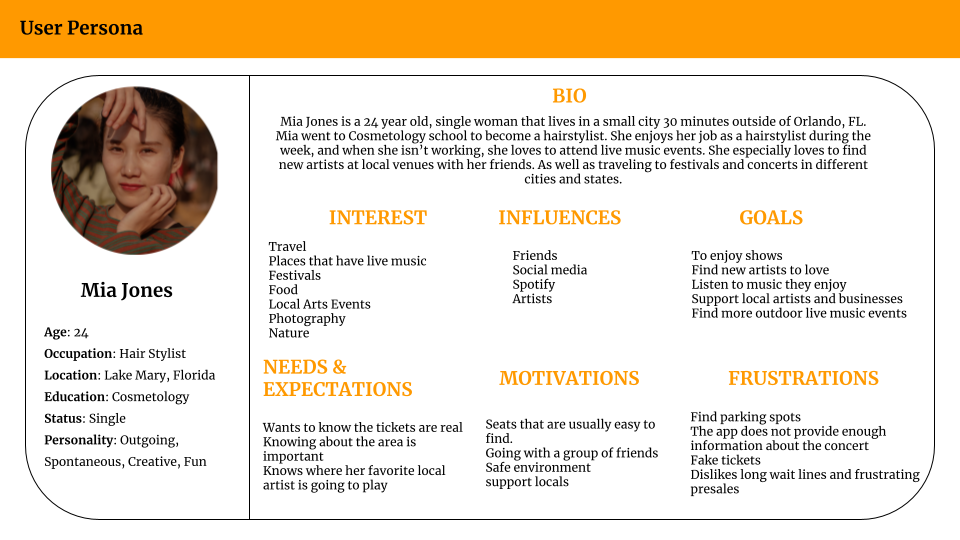 User Persona
Mia Jones
Age: 24
Occupation: Hair Stylist
Location: Lake Mary, Florida
Education: Cosmetology
Status: Single
Personality: Outgoing,
Spontaneous, Creative, Fun
BIO
Mia Jones is a 24 year old, single woman that lives in a small city 30 minutes outside of Orlando, FL.
Mia went to Cosmetology school to become a hairstylist. She enjoys her job as a hairstylist during the
week, and when she isn't working, she loves to attend live music events. She especially loves to find
new artists at local venues with her friends. As well as traveling to festivals and concerts in different
cities and states.
INTEREST
Travel
Places that have live music
Festivals
Food
Local Arts Events
Photography
Nature
INFLUENCES
Friends
Social media
Spotify
Artists
GOALS
To enjoy shows
Find new artists to love
Listen to music they enjoy
Support local artists and businesses
Find more outdoor live music events
NEEDS &
EXPECTATIONS
Wants to know the tickets are real
Knowing about the area is
important
Knows where her favorite local
artist is going to play
MOTIVATIONS
Seats that are usually easy to
find.
Going with a group of friends
Safe environment
support locals
FRUSTRATIONS
Find parking spots
The app does not provide enough
information about the concert
Fake tickets
Dislikes long wait lines and frustrating
presales